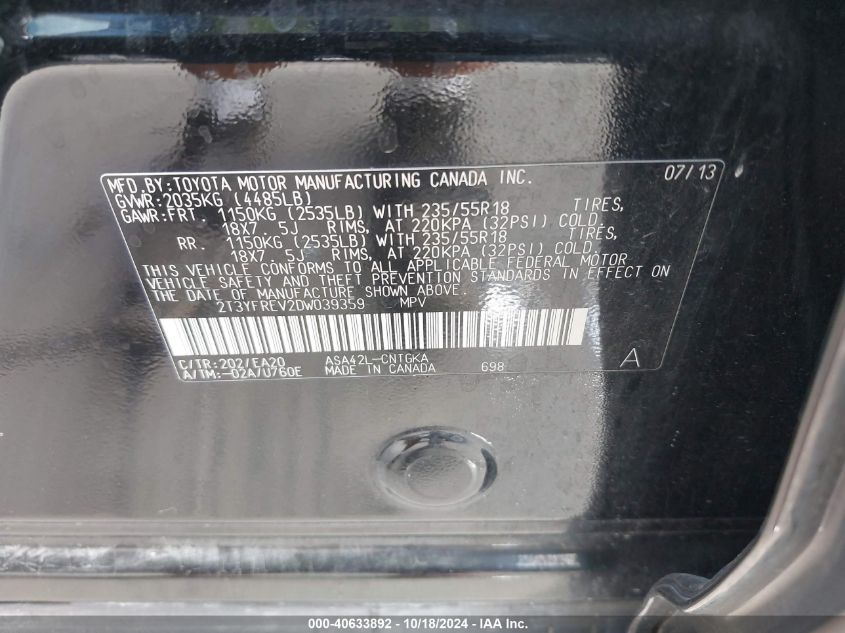 MFD.BY:TOYOTA MOTOR MANUFACTURING CANADA INC. 07/13
GVWR:2035KG (4485LB)
GAWR:FRT. 1150KG (2535LB) WITH 235/55R18 TIRES,
18X7.5J RIMS, AT 220KPA (32PSI) COLD.
RR. 1150KG (2535LB) WITH 235/55R18 TIRES,
18X7.5J RIMS, AT 220KPA (32PSI) COLD.
THIS VEHICLE CONFORMS TO ALL APPLICABLE FEDERAL MOTOR
VEHICLE SAFETY AND THEFT PREVENTION STANDARDS IN EFFECT ON
THE DATE OF MANUFACTURE SHOWN ABOVE.
2T3YFREV2DW039359 MPV
C/TR:202/EA20 ASA42L-CNTGKA
A/TM:-02A/U760E MADE IN CANADA 698 A
000-40633892 - 10/18/2024 - IAA Inc.